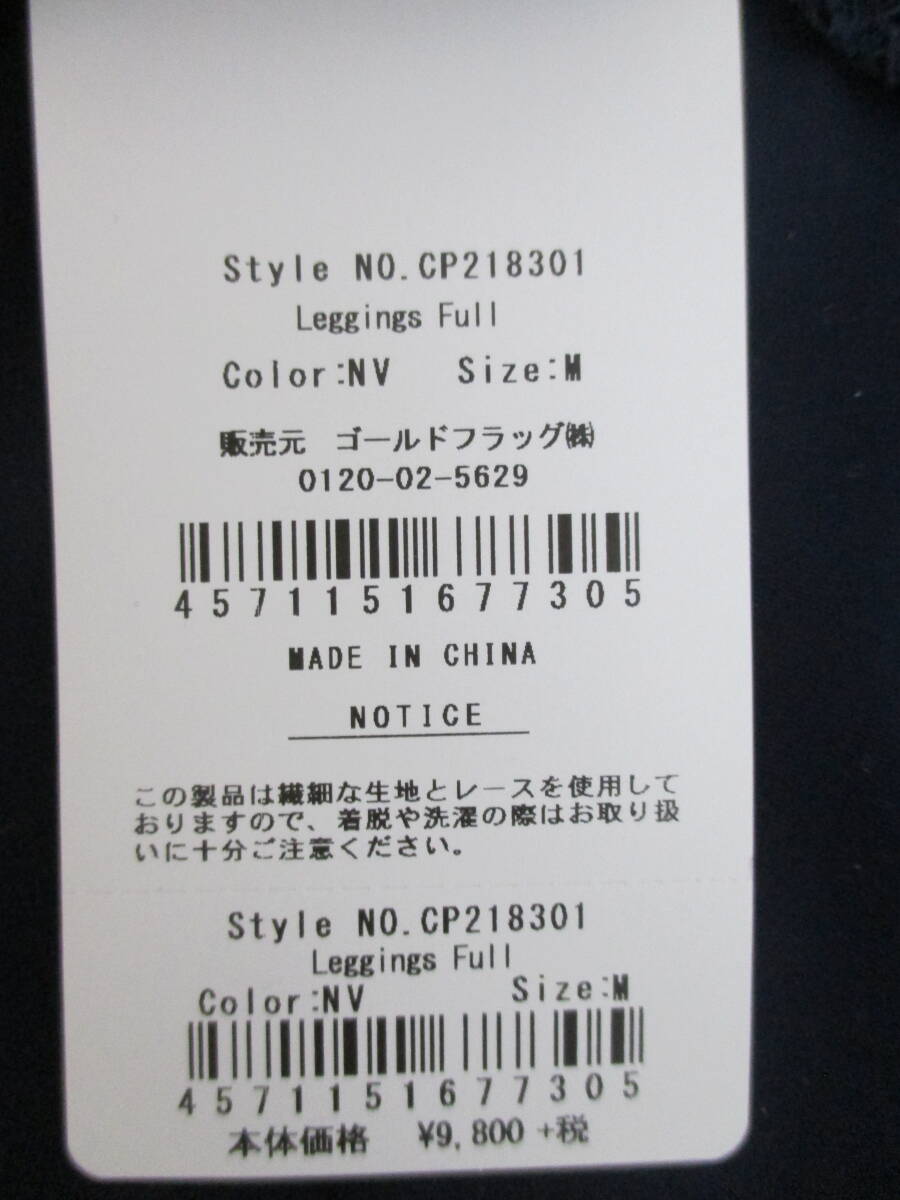 Style NO.CP218301
Leggings Full
Color:NV Size:M
販売元 ゴールドフラッグ㈱
0120-02-5629
4571151677305
MADE IN CHINA
NOTICE
この製品は繊細な生地とレースを使用して
おりますので、着脱や洗濯の際はお取り扱
いに十分ご注意ください。
Style NO.CP218301
Leggings Full
Color:NV Size:M
4571151677305
本体価格 ¥9,800 +税